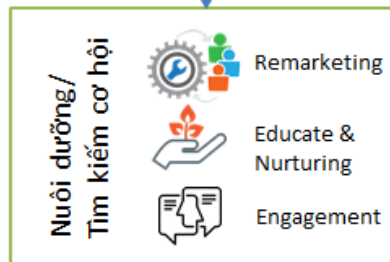 Nuôi dưỡng/
Tìm kiếm cơ hội
Remarketing
Educate &
Nurturing
Engagement